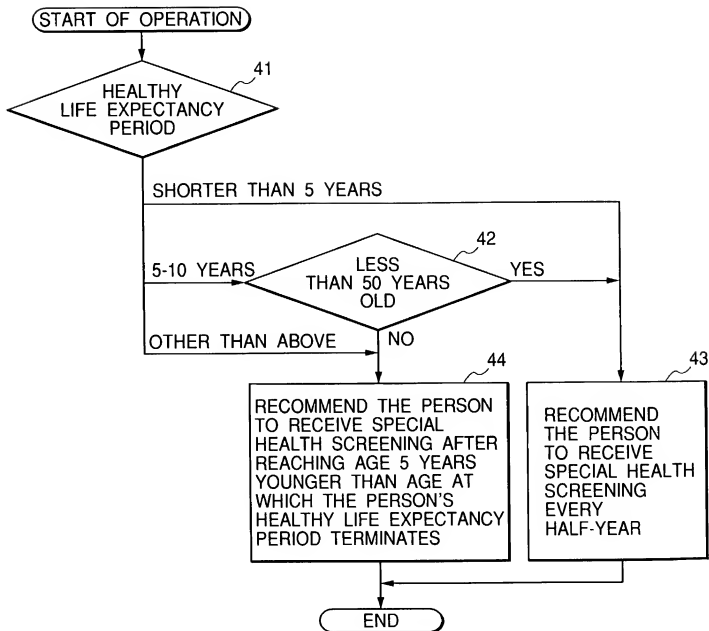 START OF OPERATION
41
HEALTHY
LIFE EXPECTANCY
PERIOD
SHORTER THAN 5 YEARS
42
5-10 YEARS
LESS
THAN 50 YEARS
OLD
YES
OTHER THAN ABOVE
NO
44
RECOMMEND THE PERSON
TO RECEIVE SPECIAL
HEALTH SCREENING AFTER
REACHING AGE 5 YEARS
YOUNGER THAN AGE AT
WHICH THE PERSON'S
HEALTHY LIFE EXPECTANCY
PERIOD TERMINATES
43
RECOMMEND
THE PERSON
TO RECEIVE
SPECIAL HEALTH
SCREENING
EVERY
HALF-YEAR
END